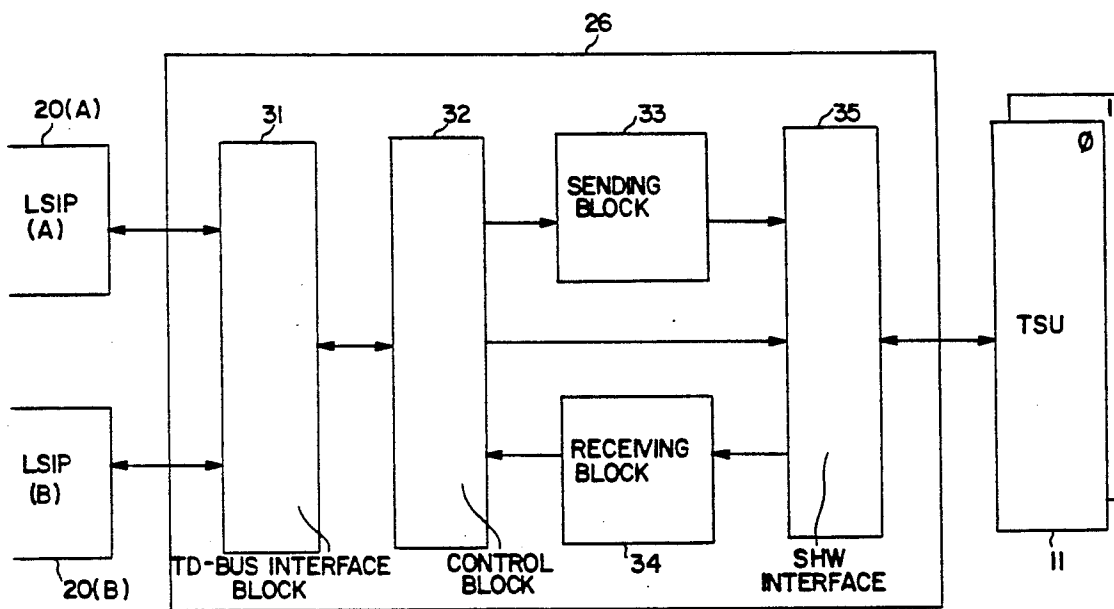 26
20(A)
31
32
33
35
1
Ø
LSIP
(A)
SENDING
BLOCK
TSU
LSIP
(B)
RECEIVING
BLOCK
20(B)
TD-BUS INTERFACE
BLOCK
CONTROL
BLOCK
34
SHW
INTERFACE
11